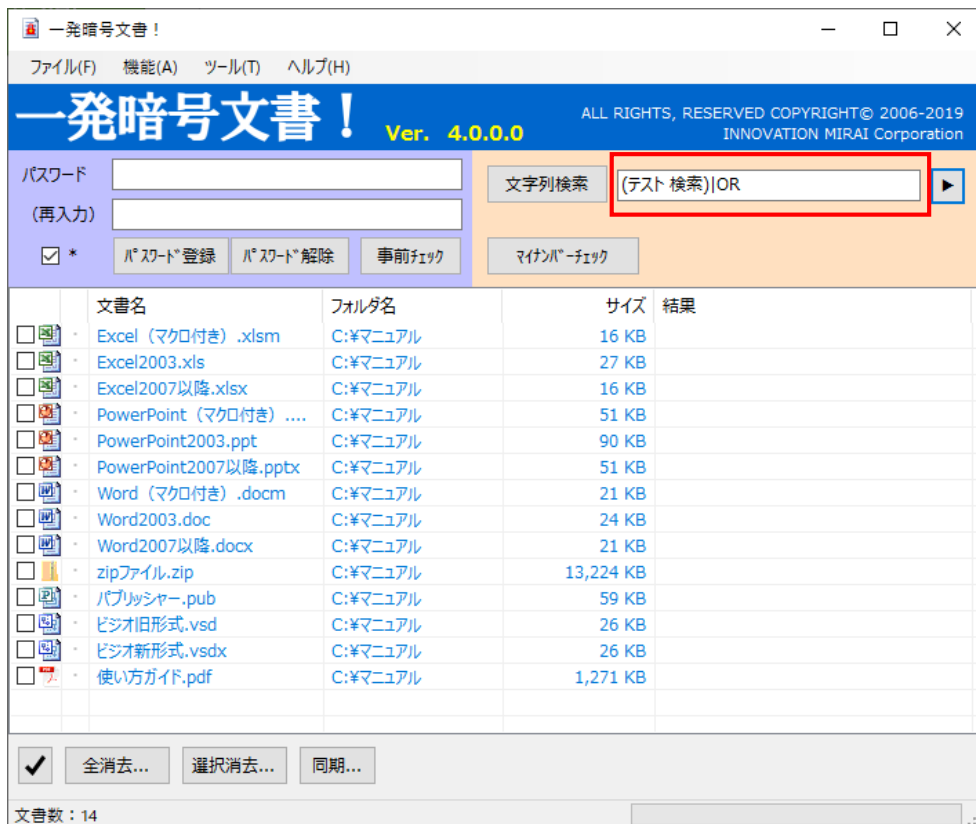 一発暗号文書！
ファイル(F) 機能(A) ツール(T) ヘルプ(H)
一発暗号文書！ Ver. 4.0.0.0
ALL RIGHTS, RESERVED COPYRIGHT© 2006-2019
INNOVATION MIRAI Corporation
パスワード
(再入力)
文字列検索 (テスト 検索)|OR
* ﾊﾟｽﾜｰﾄﾞ登録 ﾊﾟｽﾜｰﾄﾞ解除 事前ﾁｪｯｸ ﾏｲﾅﾝﾊﾞｰﾁｪｯｸ
文書名 フォルダ名 サイズ 結果
Excel（マクロ付き）.xlsm C:¥マニュアル 16 KB
Excel2003.xls C:¥マニュアル 27 KB
Excel2007以降.xlsx C:¥マニュアル 16 KB
PowerPoint（マクロ付き）.... C:¥マニュアル 51 KB
PowerPoint2003.ppt C:¥マニュアル 90 KB
PowerPoint2007以降.pptx C:¥マニュアル 51 KB
Word（マクロ付き）.docm C:¥マニュアル 21 KB
Word2003.doc C:¥マニュアル 24 KB
Word2007以降.docx C:¥マニュアル 21 KB
zipファイル.zip C:¥マニュアル 13,224 KB
パブリッシャー.pub C:¥マニュアル 59 KB
ビジオ旧形式.vsd C:¥マニュアル 26 KB
ビジオ新形式.vsdx C:¥マニュアル 26 KB
使い方ガイド.pdf C:¥マニュアル 1,271 KB
全消去... 選択消去... 同期...
文書数：14